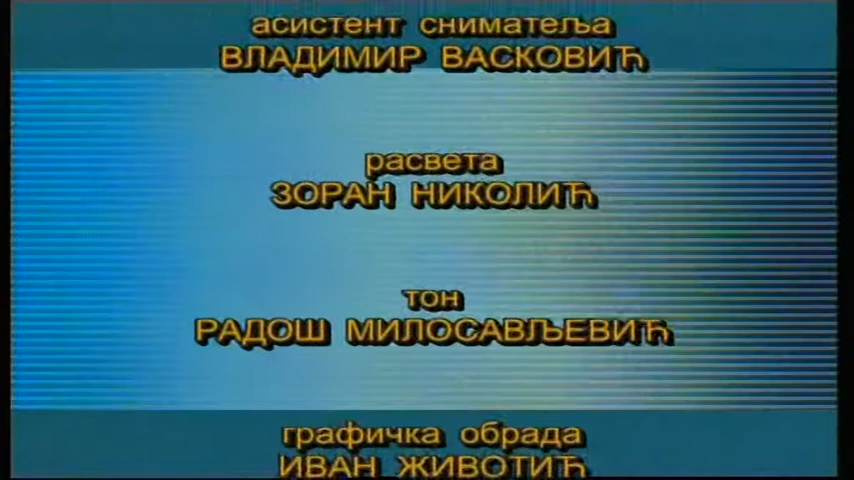 асистент сниматеља
ВЛАДИМИР ВАСКОВИЋ
расвета
ЗОРАН НИКОЛИЋ
тон
РАДОШ МИЛОСАВЉЕВИЋ
графичка обрада
ИВАН ЖИВОТИЋ